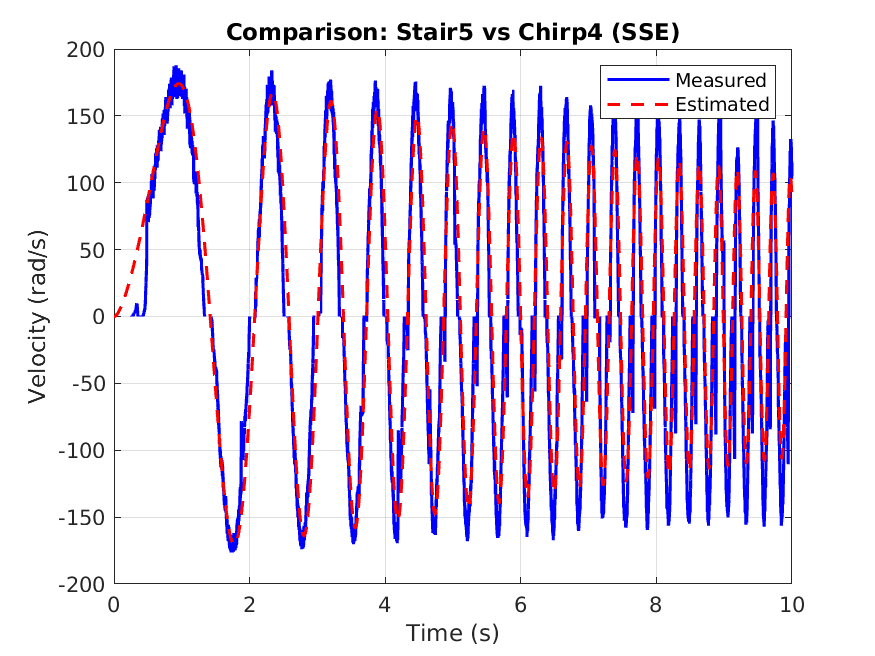 Comparison: Stair5 vs Chirp4 (SSE)
Measured
Estimated
Velocity (rad/s)
200
150
100
50
0
-50
-100
-150
-200
0 2 4 6 8 10
Time (s)